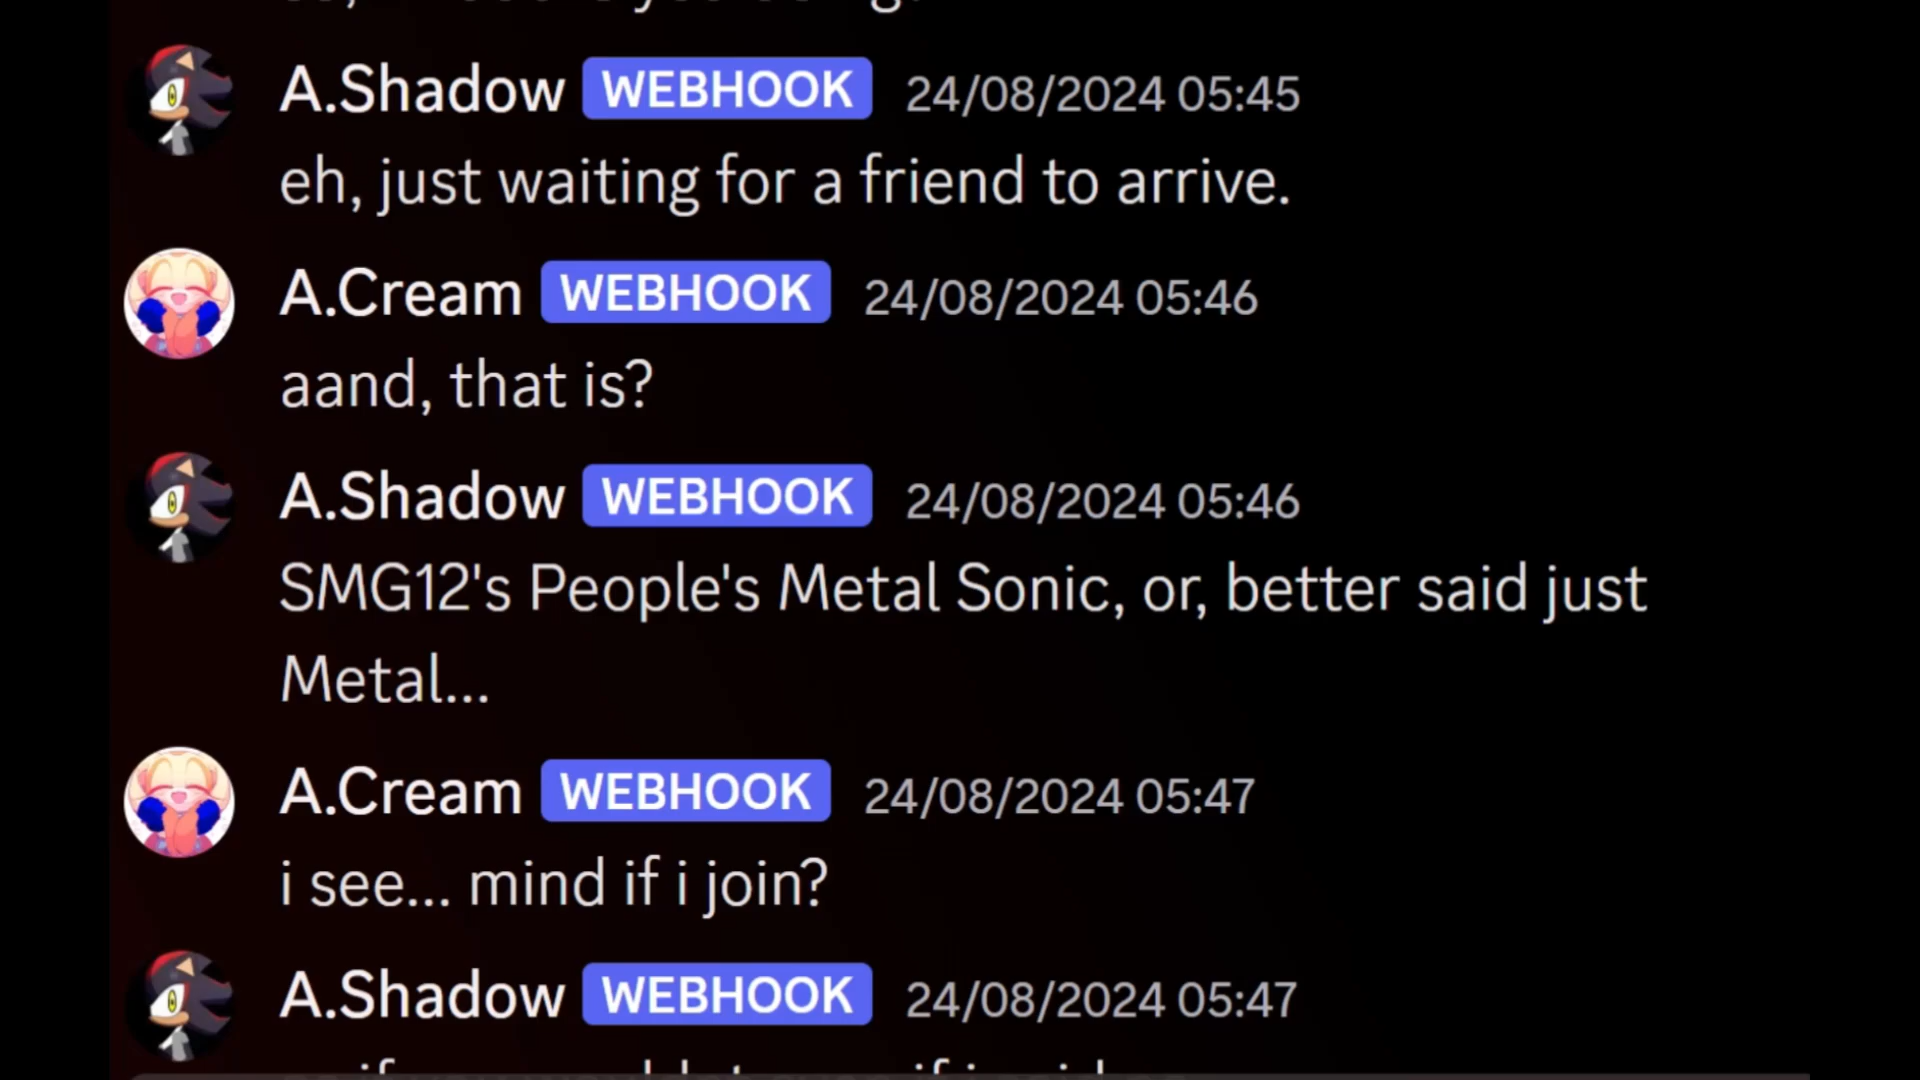 A.Shadow WEBHOOK 24/08/2024 05:45
eh, just waiting for a friend to arrive.
A.Cream WEBHOOK 24/08/2024 05:46
aand, that is?
A.Shadow WEBHOOK 24/08/2024 05:46
SMG12's People's Metal Sonic, or, better said just
Metal...
A.Cream WEBHOOK 24/08/2024 05:47
i see... mind if i join?
A.Shadow WEBHOOK 24/08/2024 05:47